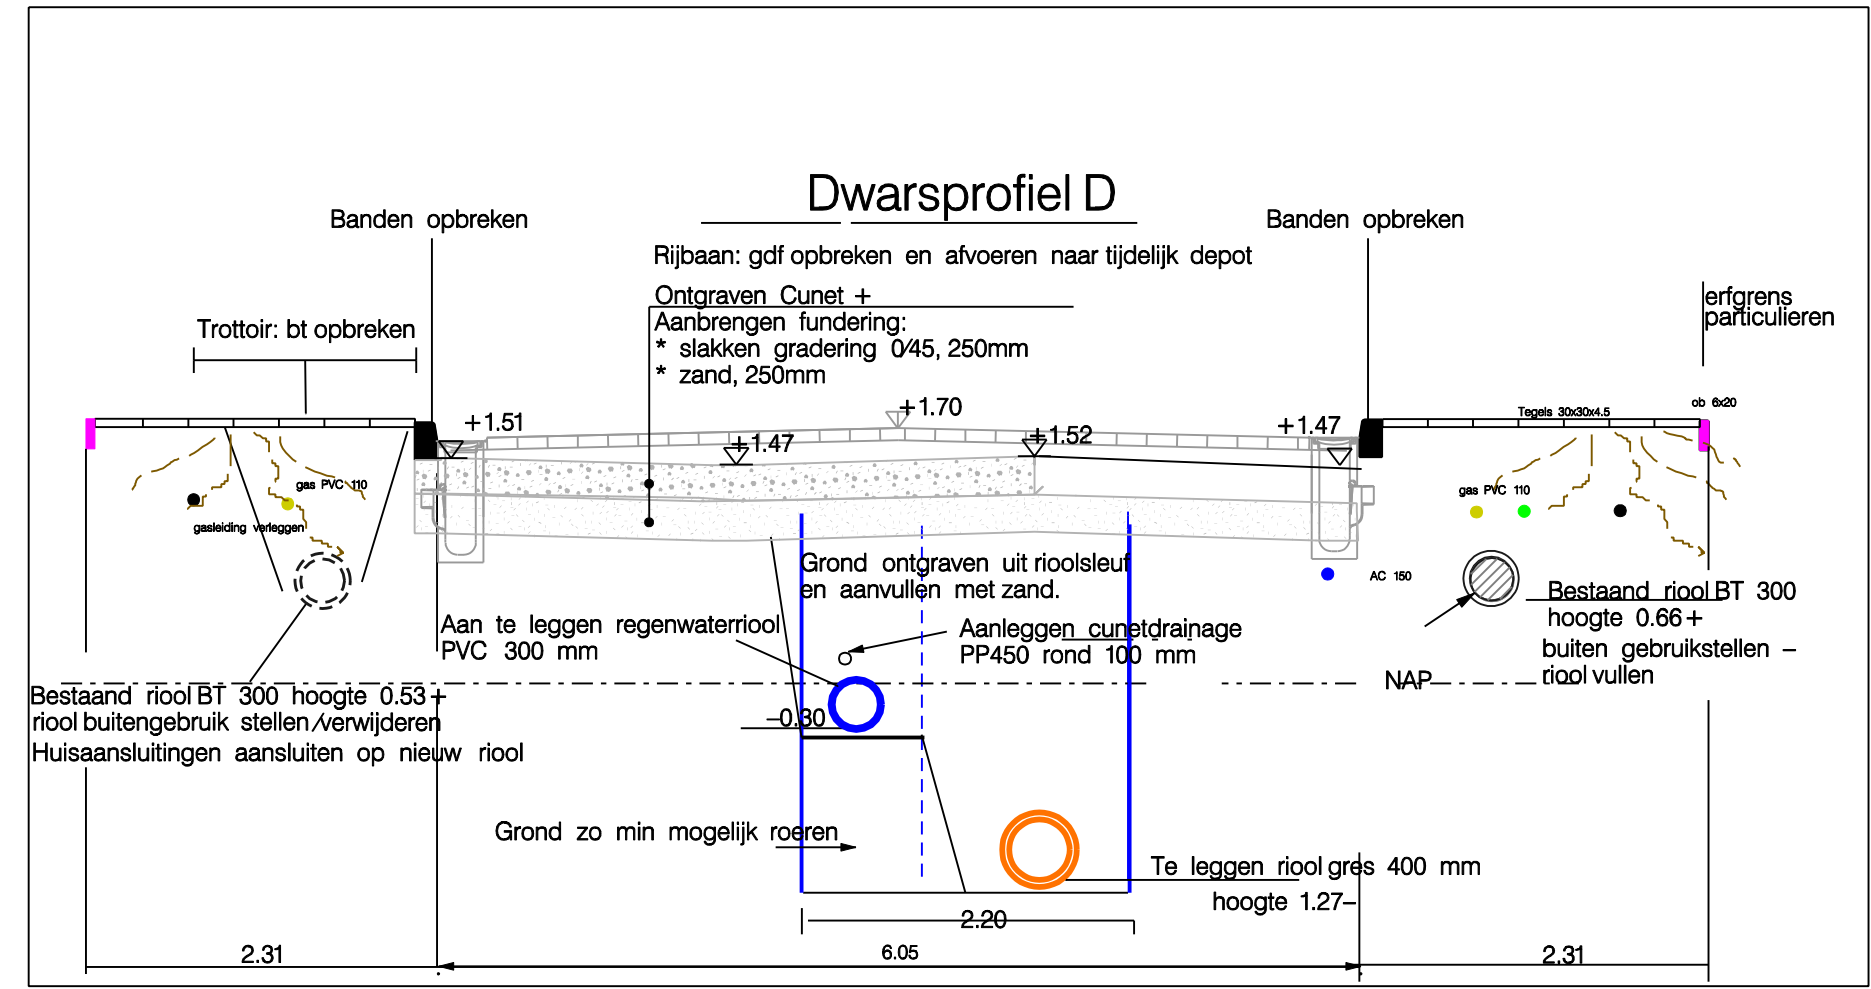 Dwarsprofiel D
Banden opbreken
Banden opbreken
Rijbaan: gdf opbreken en afvoeren naar tijdelijk depot
Ontgraven Cunet +
Aanbrengen fundering:
* slakken gradering 0/45, 250mm
* zand, 250mm
erfgrens
particulieren
Trottoir: bt opbreken
+1.51
+1.70
+1.47
+1.52
+1.47
Tegels 30x30x4.5
ob 6x20
gas PVC 110
gasleiding verleggen
gas PVC 110
AC 150
Grond ontgraven uit rioolsleuf
en aanvullen met zand.
Bestaand riool BT 300
hoogte 0.66+
buiten gebruikstellen –
riool vullen
Aan te leggen regenwaterriool
PVC 300 mm
Aanleggen cunetdrainage
PP450 rond 100 mm
NAP
Bestaand riool BT 300 hoogte 0.53+
riool buitengebruik stellen/verwijderen
Huisaansluitingen aansluiten op nieuw riool
–0.30
Grond zo min mogelijk roeren
Te leggen riool gres 400 mm
hoogte 1.27–
2.20
2.31
6.05
2.31